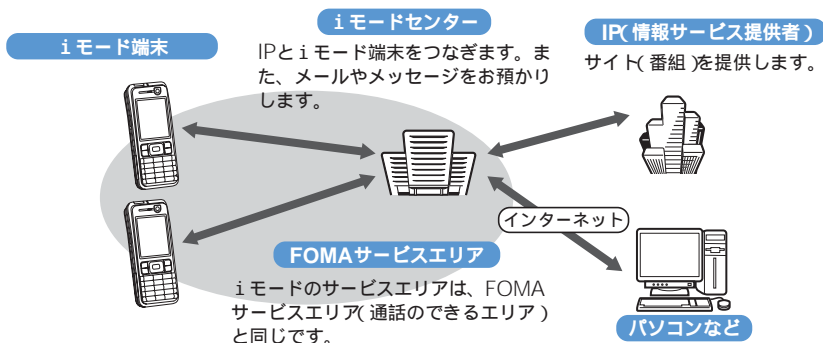 iモード端末
iモードセンター
IPとiモード端末をつなぎます。ま
た、メールやメッセージをお預かり
します。
IP(情報サービス提供者)
サイト(番組)を提供します。
インターネット
FOMAサービスエリア
iモードのサービスエリアは、FOMA
サービスエリア(通話のできるエリア)
と同じです。
パソコンなど